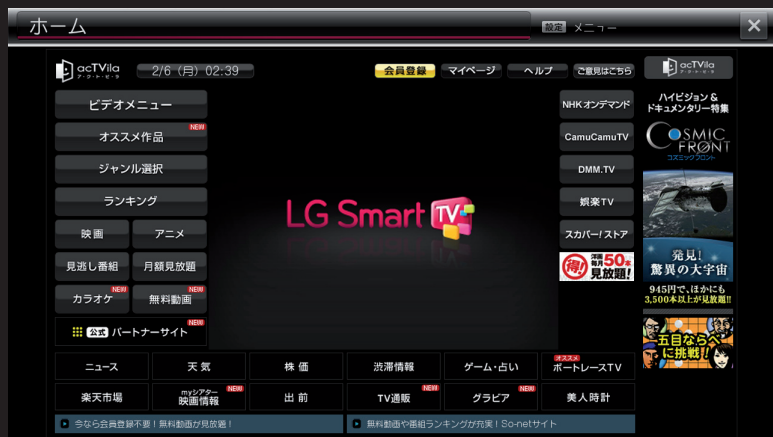 ホーム
設定 メニュー
acTVila
ア・ク・ト・ビ・ラ
2/6 (月) 02:39
会員登録
マイページ
ヘルプ
ご意見はこちら
acTVila
ア・ク・ト・ビ・ラ
ビデオメニュー
オススメ作品 NEW
ジャンル選択
ランキング
映画
アニメ
見逃し番組
月額見放題
カラオケ NEW
無料動画 NEW
公式 パートナーサイト NEW
LG Smart TV
NHKオンデマンド
CamuCamuTV
DMM.TV
娯楽TV
スカパー!ストア
得! 洋画 毎月 50本
見放題!
ハイビジョン &
ドキュメンタリー特集
COSMIC
FRONT
コズミックフロント
発見!
驚異の大宇宙
945円で、ほかにも
3,500本以上が見放題!!
五目ならべ
に挑戦!
ニュース
天気
株価
渋滞情報
ゲーム・占い
オススメ
ボートレースTV
楽天市場
myシアター NEW
映画情報
出前
TV通販 NEW
グラビア NEW
美人時計
今なら会員登録不要!無料動画が見放題!
無料動画や番組ランキングが充実!So-netサイト